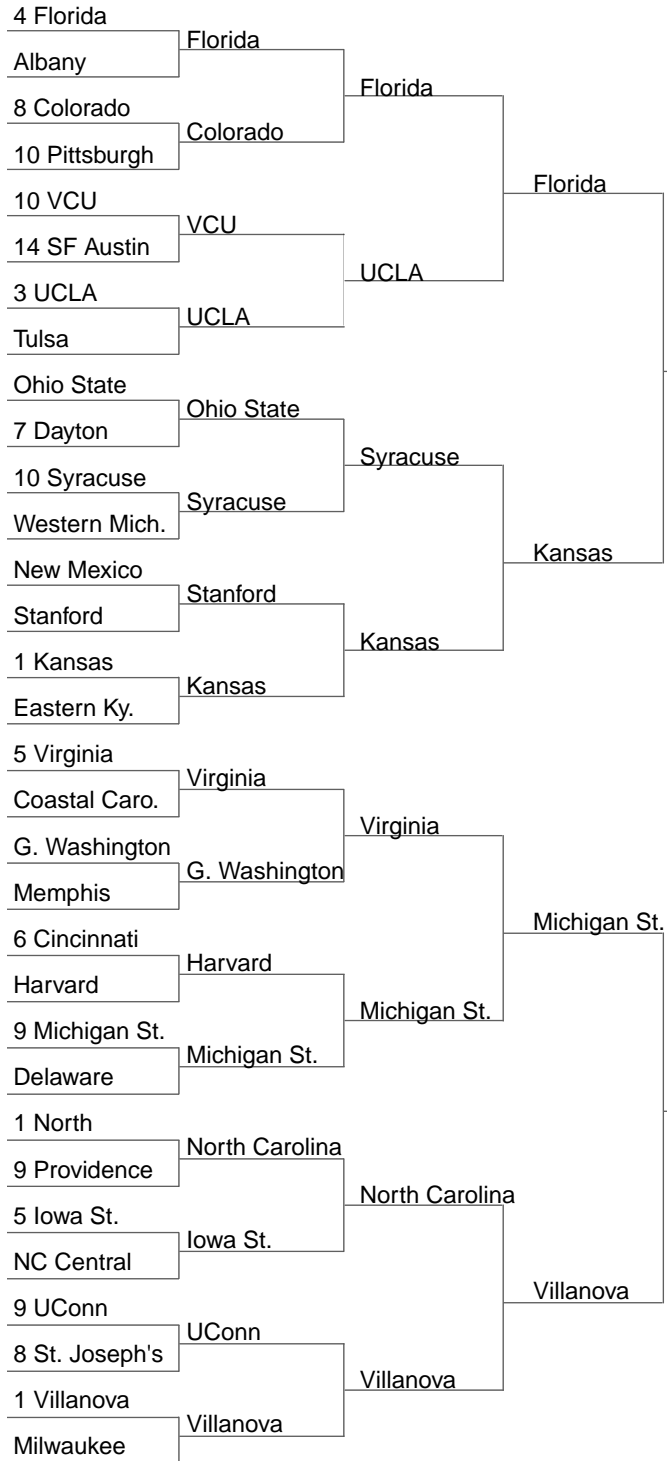 4 Florida
Albany
8 Colorado
10 Pittsburgh
10 VCU
14 SF Austin
3 UCLA
Tulsa
Ohio State
7 Dayton
10 Syracuse
Western Mich.
New Mexico
Stanford
1 Kansas
Eastern Ky.
5 Virginia
Coastal Caro.
G. Washington
Memphis
6 Cincinnati
Harvard
9 Michigan St.
Delaware
1 North
9 Providence
5 Iowa St.
NC Central
9 UConn
8 St. Joseph's
1 Villanova
Milwaukee
Florida
Colorado
VCU
UCLA
Ohio State
Syracuse
Stanford
Kansas
Virginia
G. Washington
Harvard
Michigan St.
North Carolina
Iowa St.
UConn
Villanova
Florida
UCLA
Syracuse
Kansas
Virginia
Michigan St.
North Carolina
Villanova
Florida
Kansas
Michigan St.
Villanova